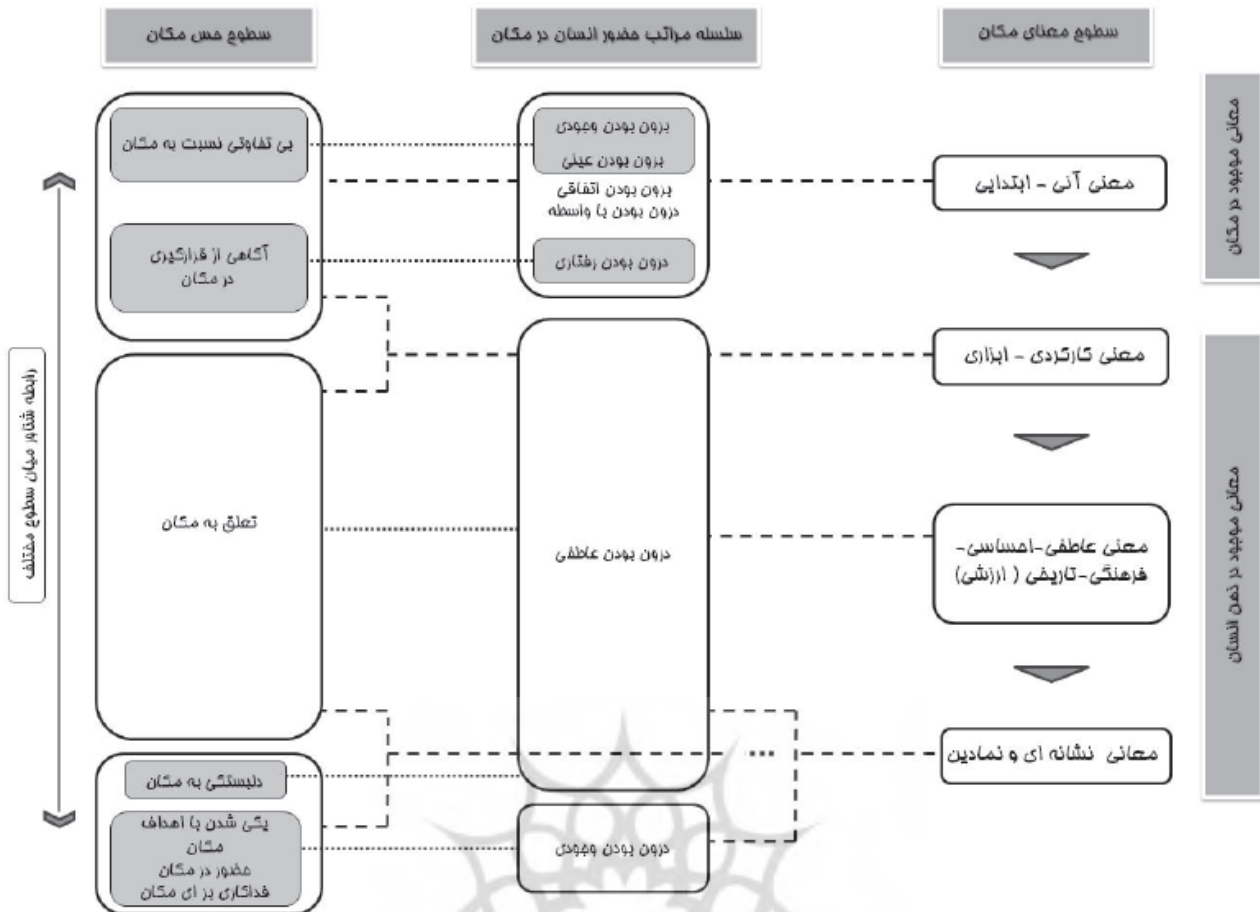 سطوح معنای مکان
سلسله مراتب حضور انسان در مکان
سطوح حس مکان
معانی موجود در مکان
معنی آنی - ابتدایی
برون بودن وجودی
برون بودن عینی
برون بودن اتفاقی
درون بودن با واسطه
درون بودن رفتاری
بی تفاوتی نسبت به مکان
آگاهی از قرارگیری
در مکان
معانی موجود در ذهن انسان
معنی کارکردی - ابزاری
معنی عاطفی-احساسی-
فرهنگی-تاریخی ( ارزشی)
معانی نشانه ای و نمادین
درون بودن عاطفی
...
درون بودن وجودی
تعلق به مکان
دلبستگی به مکان
یکی شدن با اهداف
مکان
حضور در مکان
فداکاری بر ای مکان
رابطه شناور میان سطوح مختلف